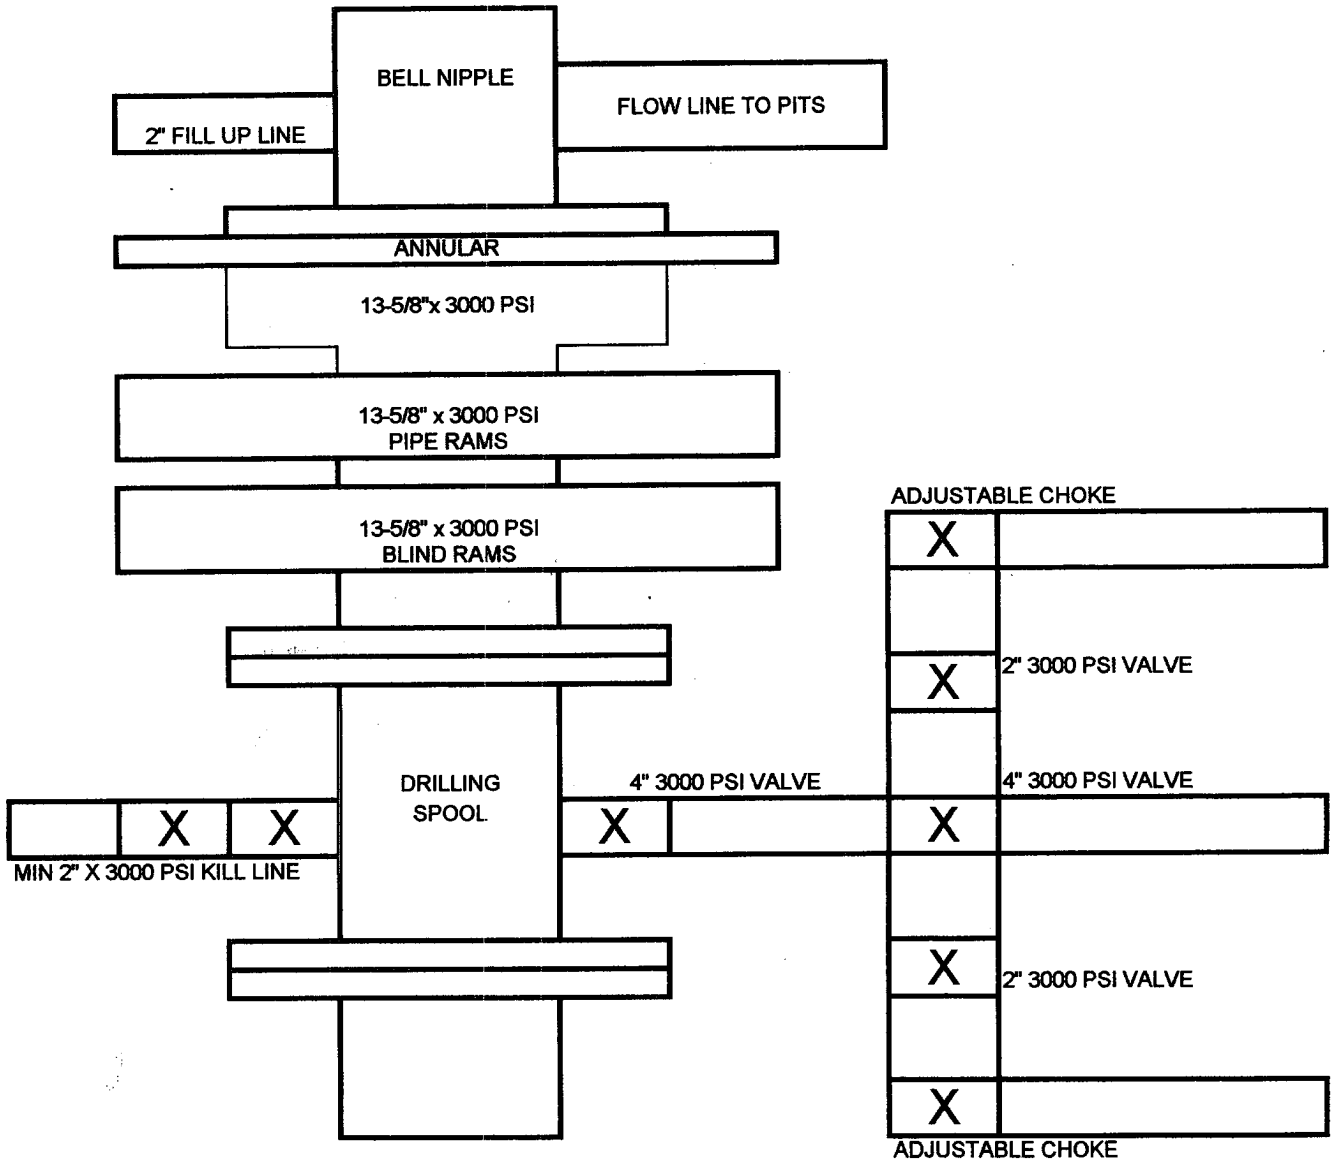 BELL NIPPLE
FLOW LINE TO PITS
2" FILL UP LINE
ANNULAR
13-5/8"x 3000 PSI
13-5/8" x 3000 PSI
PIPE RAMS
13-5/8" x 3000 PSI
BLIND RAMS
ADJUSTABLE CHOKE
X
2" 3000 PSI VALVE
X
DRILLING
SPOOL
4" 3000 PSI VALVE
4" 3000 PSI VALVE
X X
X
X
MIN 2" X 3000 PSI KILL LINE
X
2" 3000 PSI VALVE
X
ADJUSTABLE CHOKE